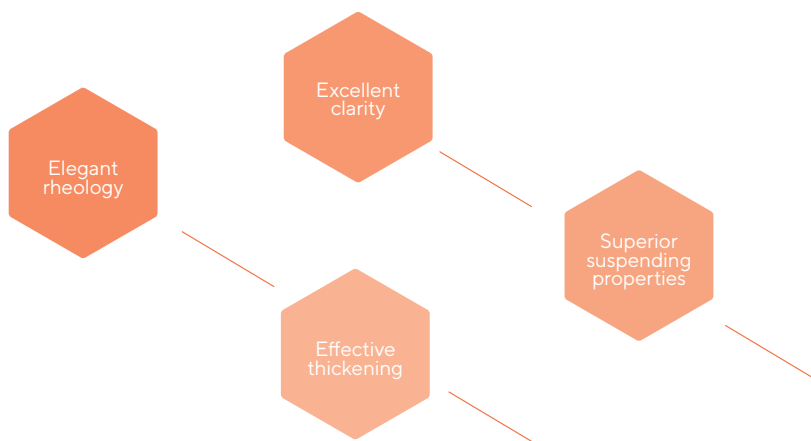 Excellent
clarity
Elegant
rheology
Superior
suspending
properties
Effective
thickening